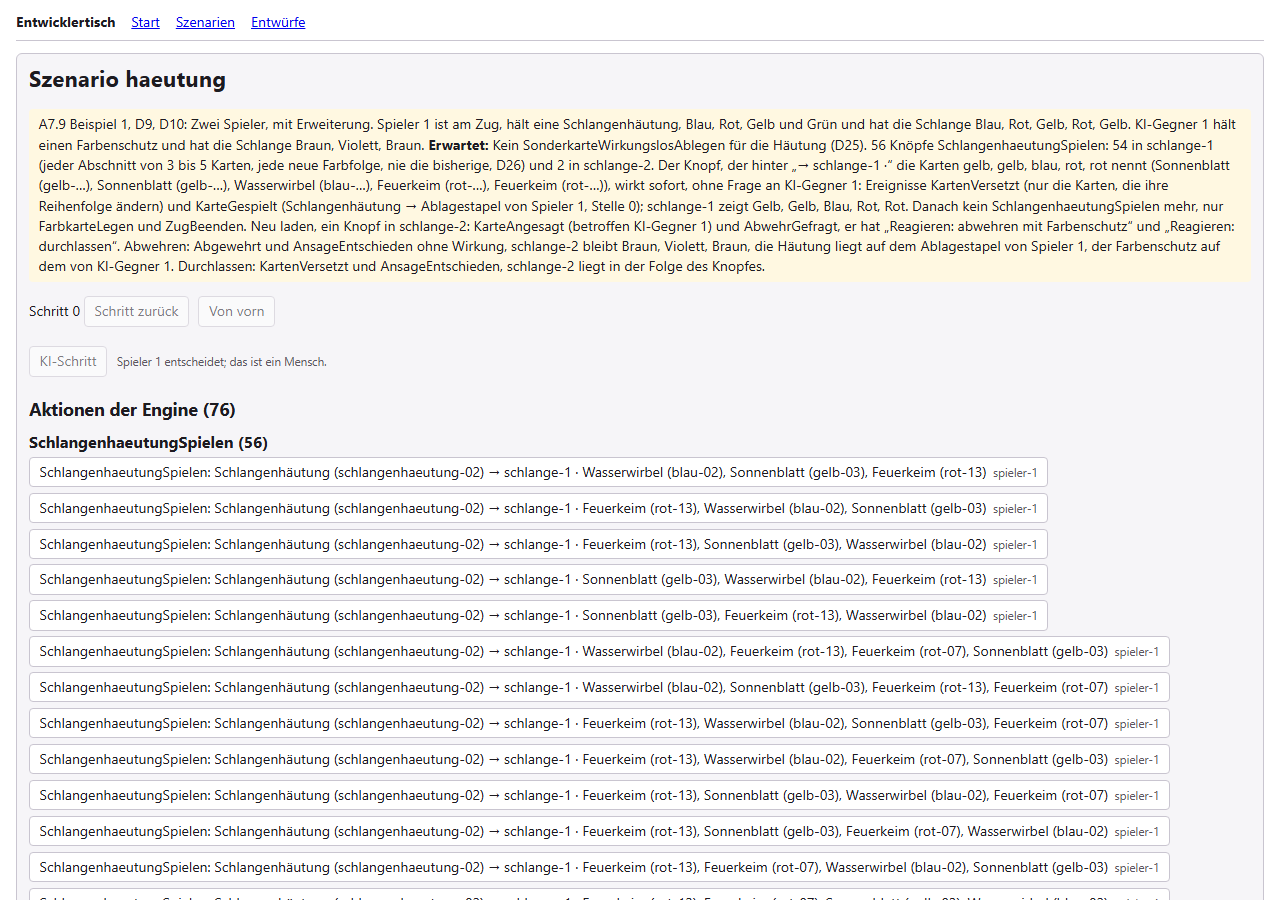 Entwicklertisch Start Szenarien Entwürfe
Szenario haeutung
A7.9 Beispiel 1, D9, D10: Zwei Spieler, mit Erweiterung. Spieler 1 ist am Zug, hält eine Schlangenhäutung, Blau, Rot, Gelb und Grün und hat die Schlange Blau, Rot, Gelb, Rot, Gelb. KI-Gegner 1 hält
einen Farbenschutz und hat die Schlange Braun, Violett, Braun. Erwartet: Kein SonderkarteWirkungslosAblegen für die Häutung (D25). 56 Knöpfe SchlangenhaeutungSpielen: 54 in schlange-1
(jeder Abschnitt von 3 bis 5 Karten, jede neue Farbfolge, nie die bisherige, D26) und 2 in schlange-2. Der Knopf, der hinter „→ schlange-1 ·“ die Karten gelb, gelb, blau, rot, rot nennt (Sonnenblatt
(gelb-…), Sonnenblatt (gelb-…), Wasserwirbel (blau-…), Feuerkeim (rot-…), Feuerkeim (rot-…)), wirkt sofort, ohne Frage an KI-Gegner 1: Ereignisse KartenVersetzt (nur die Karten, die ihre
Reihenfolge ändern) und KarteGespielt (Schlangenhäutung → Ablagestapel von Spieler 1, Stelle 0); schlange-1 zeigt Gelb, Gelb, Blau, Rot, Rot. Danach kein SchlangenhaeutungSpielen mehr, nur
FarbkarteLegen und ZugBeenden. Neu laden, ein Knopf in schlange-2: KarteAngesagt (betroffen KI-Gegner 1) und AbwehrGefragt, er hat „Reagieren: abwehren mit Farbenschutz“ und „Reagieren:
durchlassen“. Abwehren: Abgewehrt und AnsageEntschieden ohne Wirkung, schlange-2 bleibt Braun, Violett, Braun, die Häutung liegt auf dem Ablagestapel von Spieler 1, der Farbenschutz auf
dem von KI-Gegner 1. Durchlassen: KartenVersetzt und AnsageEntschieden, schlange-2 liegt in der Folge des Knopfes.
Schritt 0 Schritt zurück Von vorn
KI-Schritt Spieler 1 entscheidet; das ist ein Mensch.
Aktionen der Engine (76)
SchlangenhaeutungSpielen (56)
SchlangenhaeutungSpielen: Schlangenhäutung (schlangenhaeutung-02) → schlange-1 · Wasserwirbel (blau-02), Sonnenblatt (gelb-03), Feuerkeim (rot-13) spieler-1
SchlangenhaeutungSpielen: Schlangenhäutung (schlangenhaeutung-02) → schlange-1 · Feuerkeim (rot-13), Wasserwirbel (blau-02), Sonnenblatt (gelb-03) spieler-1
SchlangenhaeutungSpielen: Schlangenhäutung (schlangenhaeutung-02) → schlange-1 · Feuerkeim (rot-13), Sonnenblatt (gelb-03), Wasserwirbel (blau-02) spieler-1
SchlangenhaeutungSpielen: Schlangenhäutung (schlangenhaeutung-02) → schlange-1 · Sonnenblatt (gelb-03), Wasserwirbel (blau-02), Feuerkeim (rot-13) spieler-1
SchlangenhaeutungSpielen: Schlangenhäutung (schlangenhaeutung-02) → schlange-1 · Sonnenblatt (gelb-03), Feuerkeim (rot-13), Wasserwirbel (blau-02) spieler-1
SchlangenhaeutungSpielen: Schlangenhäutung (schlangenhaeutung-02) → schlange-1 · Wasserwirbel (blau-02), Feuerkeim (rot-13), Feuerkeim (rot-07), Sonnenblatt (gelb-03) spieler-1
SchlangenhaeutungSpielen: Schlangenhäutung (schlangenhaeutung-02) → schlange-1 · Wasserwirbel (blau-02), Sonnenblatt (gelb-03), Feuerkeim (rot-13), Feuerkeim (rot-07) spieler-1
SchlangenhaeutungSpielen: Schlangenhäutung (schlangenhaeutung-02) → schlange-1 · Feuerkeim (rot-13), Wasserwirbel (blau-02), Sonnenblatt (gelb-03), Feuerkeim (rot-07) spieler-1
SchlangenhaeutungSpielen: Schlangenhäutung (schlangenhaeutung-02) → schlange-1 · Feuerkeim (rot-13), Wasserwirbel (blau-02), Feuerkeim (rot-07), Sonnenblatt (gelb-03) spieler-1
SchlangenhaeutungSpielen: Schlangenhäutung (schlangenhaeutung-02) → schlange-1 · Feuerkeim (rot-13), Sonnenblatt (gelb-03), Wasserwirbel (blau-02), Feuerkeim (rot-07) spieler-1
SchlangenhaeutungSpielen: Schlangenhäutung (schlangenhaeutung-02) → schlange-1 · Feuerkeim (rot-13), Sonnenblatt (gelb-03), Feuerkeim (rot-07), Wasserwirbel (blau-02) spieler-1
SchlangenhaeutungSpielen: Schlangenhäutung (schlangenhaeutung-02) → schlange-1 · Feuerkeim (rot-13), Feuerkeim (rot-07), Wasserwirbel (blau-02), Sonnenblatt (gelb-03) spieler-1